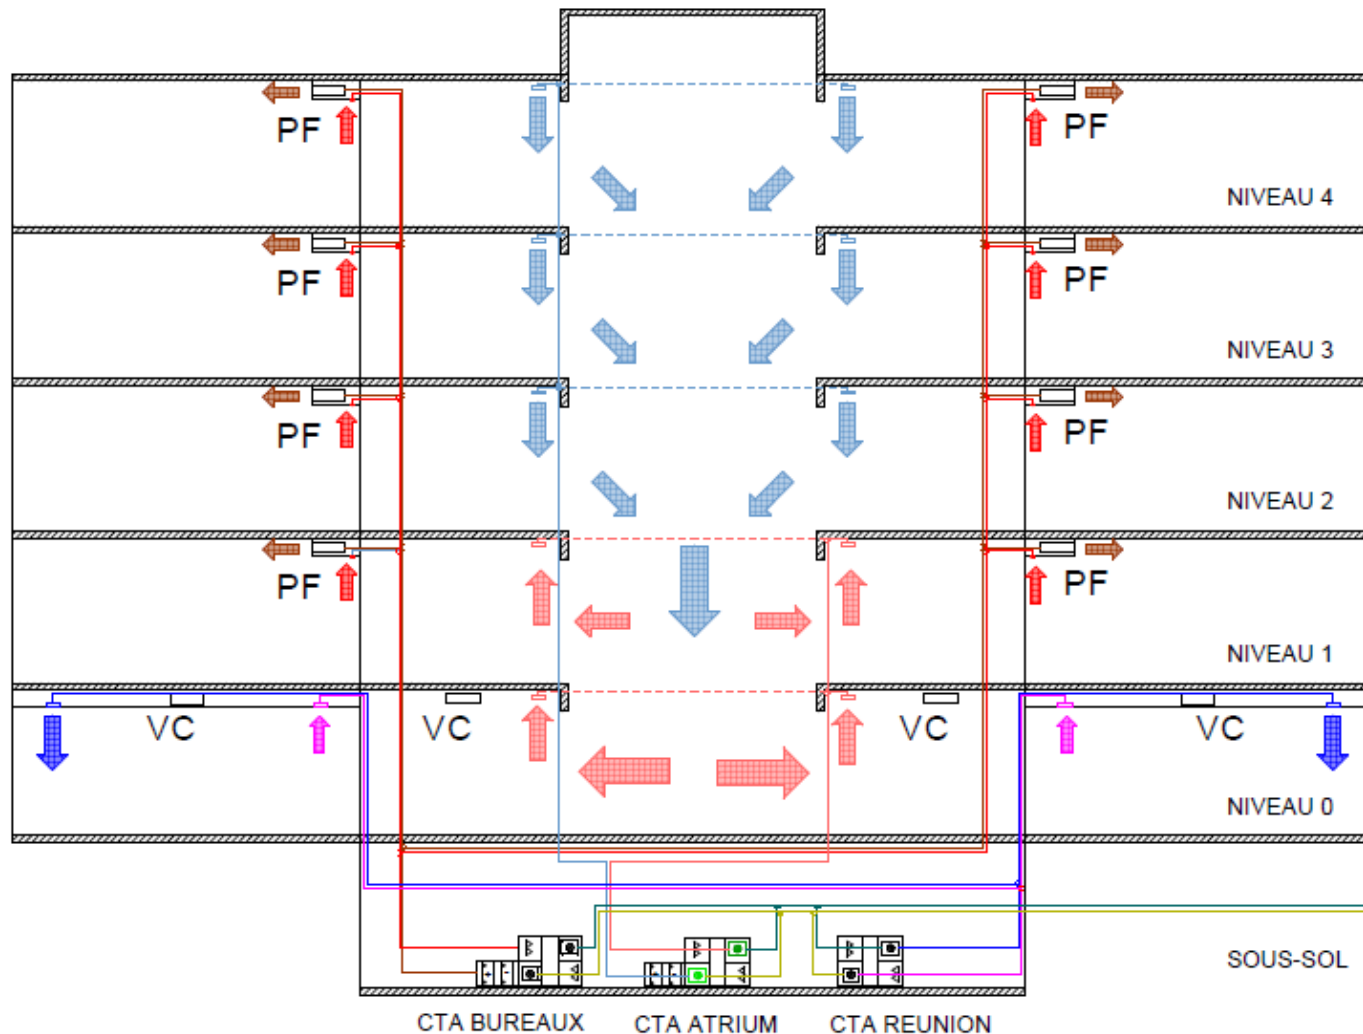 PF PF
NIVEAU 4
PF PF
NIVEAU 3
PF PF
NIVEAU 2
PF PF
NIVEAU 1
VC VC VC VC
NIVEAU 0
SOUS-SOL
CTA BUREAUX CTA ATRIUM CTA REUNION